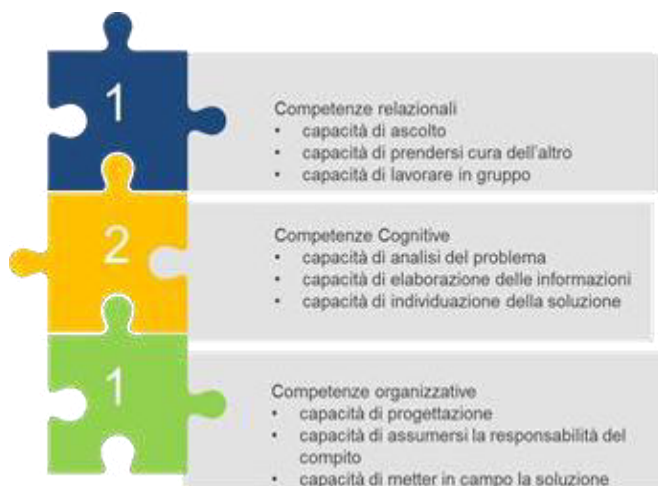 1
Competenze relazionali
• capacità di ascolto
• capacità di prendersi cura dell'altro
• capacità di lavorare in gruppo
2
Competenze Cognitive
• capacità di analisi del problema
• capacità di elaborazione delle informazioni
• capacità di individuazione della soluzione
1
Competenze organizzative
• capacità di progettazione
• capacità di assumersi la responsabilità del
compito
• capacità di metter in campo la soluzione